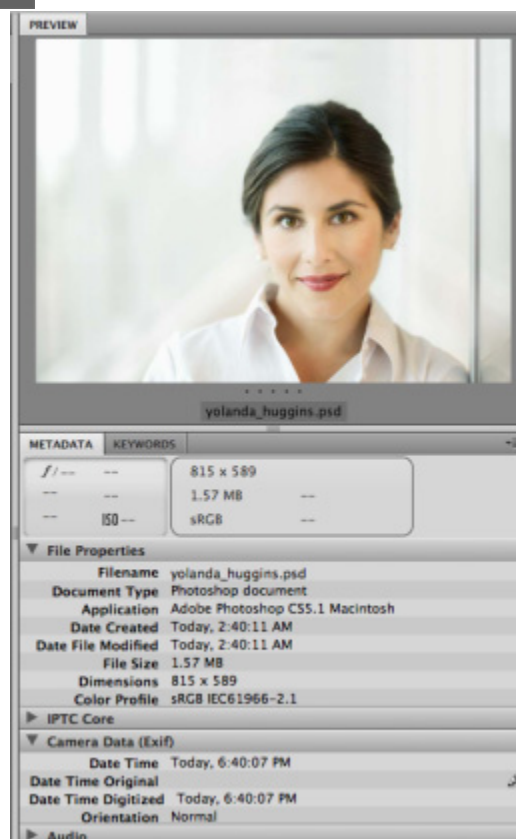 PREVIEW
yolanda_huggins.psd
METADATA KEYWORDS
f/-- --
-- --
-- ISO --
815 x 589
1.57 MB --
sRGB --
File Properties
Filename yolanda_huggins.psd
Document Type Photoshop document
Application Adobe Photoshop CS5.1 Macintosh
Date Created Today, 2:40:11 AM
Date File Modified Today, 2:40:11 AM
File Size 1.57 MB
Dimensions 815 x 589
Color Profile sRGB IEC61966-2.1
IPTC Core
Camera Data (Exif)
Date Time Today, 6:40:07 PM
Date Time Original
Date Time Digitized Today, 6:40:07 PM
Orientation Normal
Audio